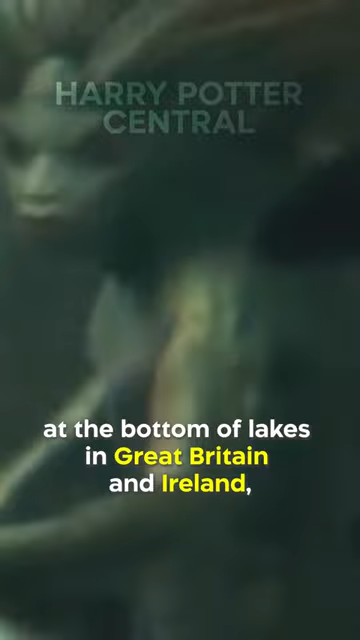 HARRY POTTER
CENTRAL
at the bottom of lakes
in Great Britain
and Ireland,